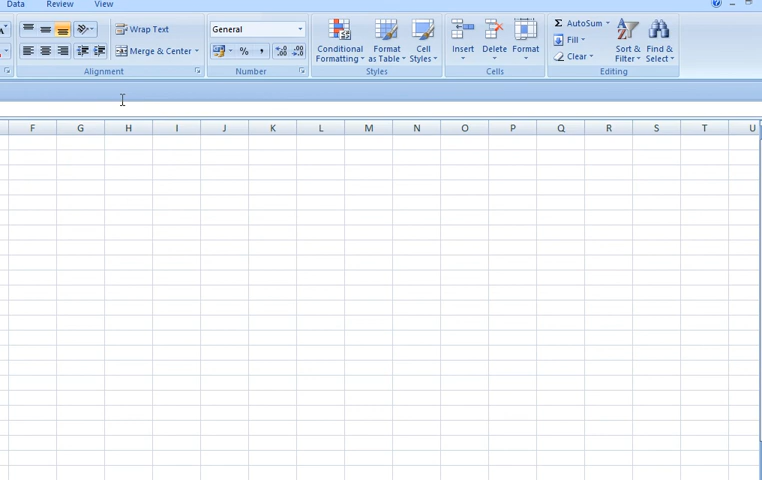 Data Review View
Wrap Text
Merge & Center
Alignment
General
%
,
Number
Conditional Formatting
Format as Table
Cell Styles
Styles
Insert
Delete
Format
Cells
Σ AutoSum
Fill
Clear
Sort & Filter
Find & Select
Editing
F G H I J K L M N O P Q R S T U